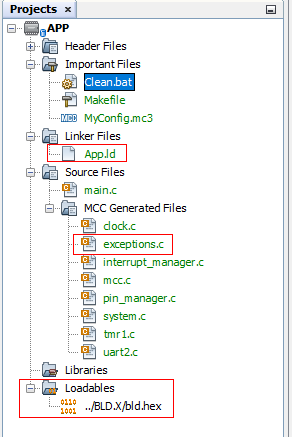 Projects ×
APP
Header Files
Important Files
Clean.bat
Makefile
MyConfig.mc3
Linker Files
App.ld
Source Files
main.c
MCC Generated Files
clock.c
exceptions.c
interrupt_manager.c
mcc.c
pin_manager.c
system.c
tmr1.c
uart2.c
Libraries
Loadables
../BLD.X/bld.hex